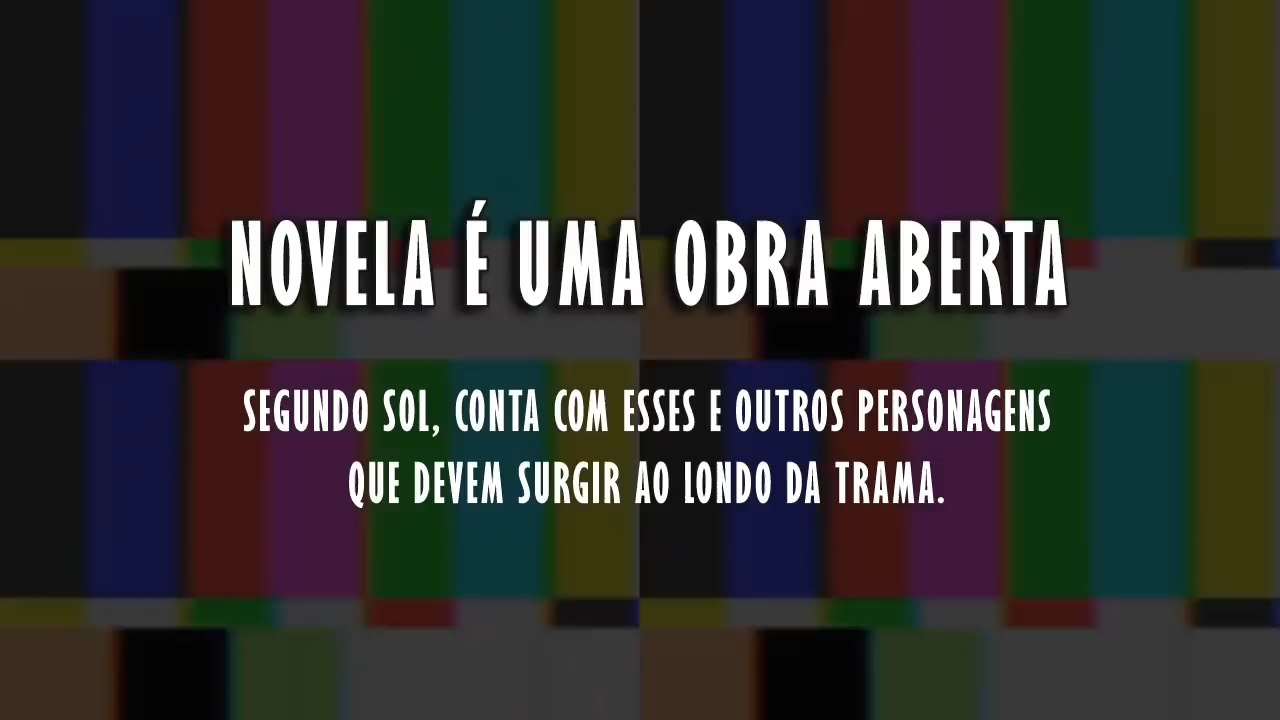 NOVELA É UMA OBRA ABERTA
SEGUNDO SOL, CONTA COM ESSES E OUTROS PERSONAGENS
QUE DEVEM SURGIR AO LONDO DA TRAMA.